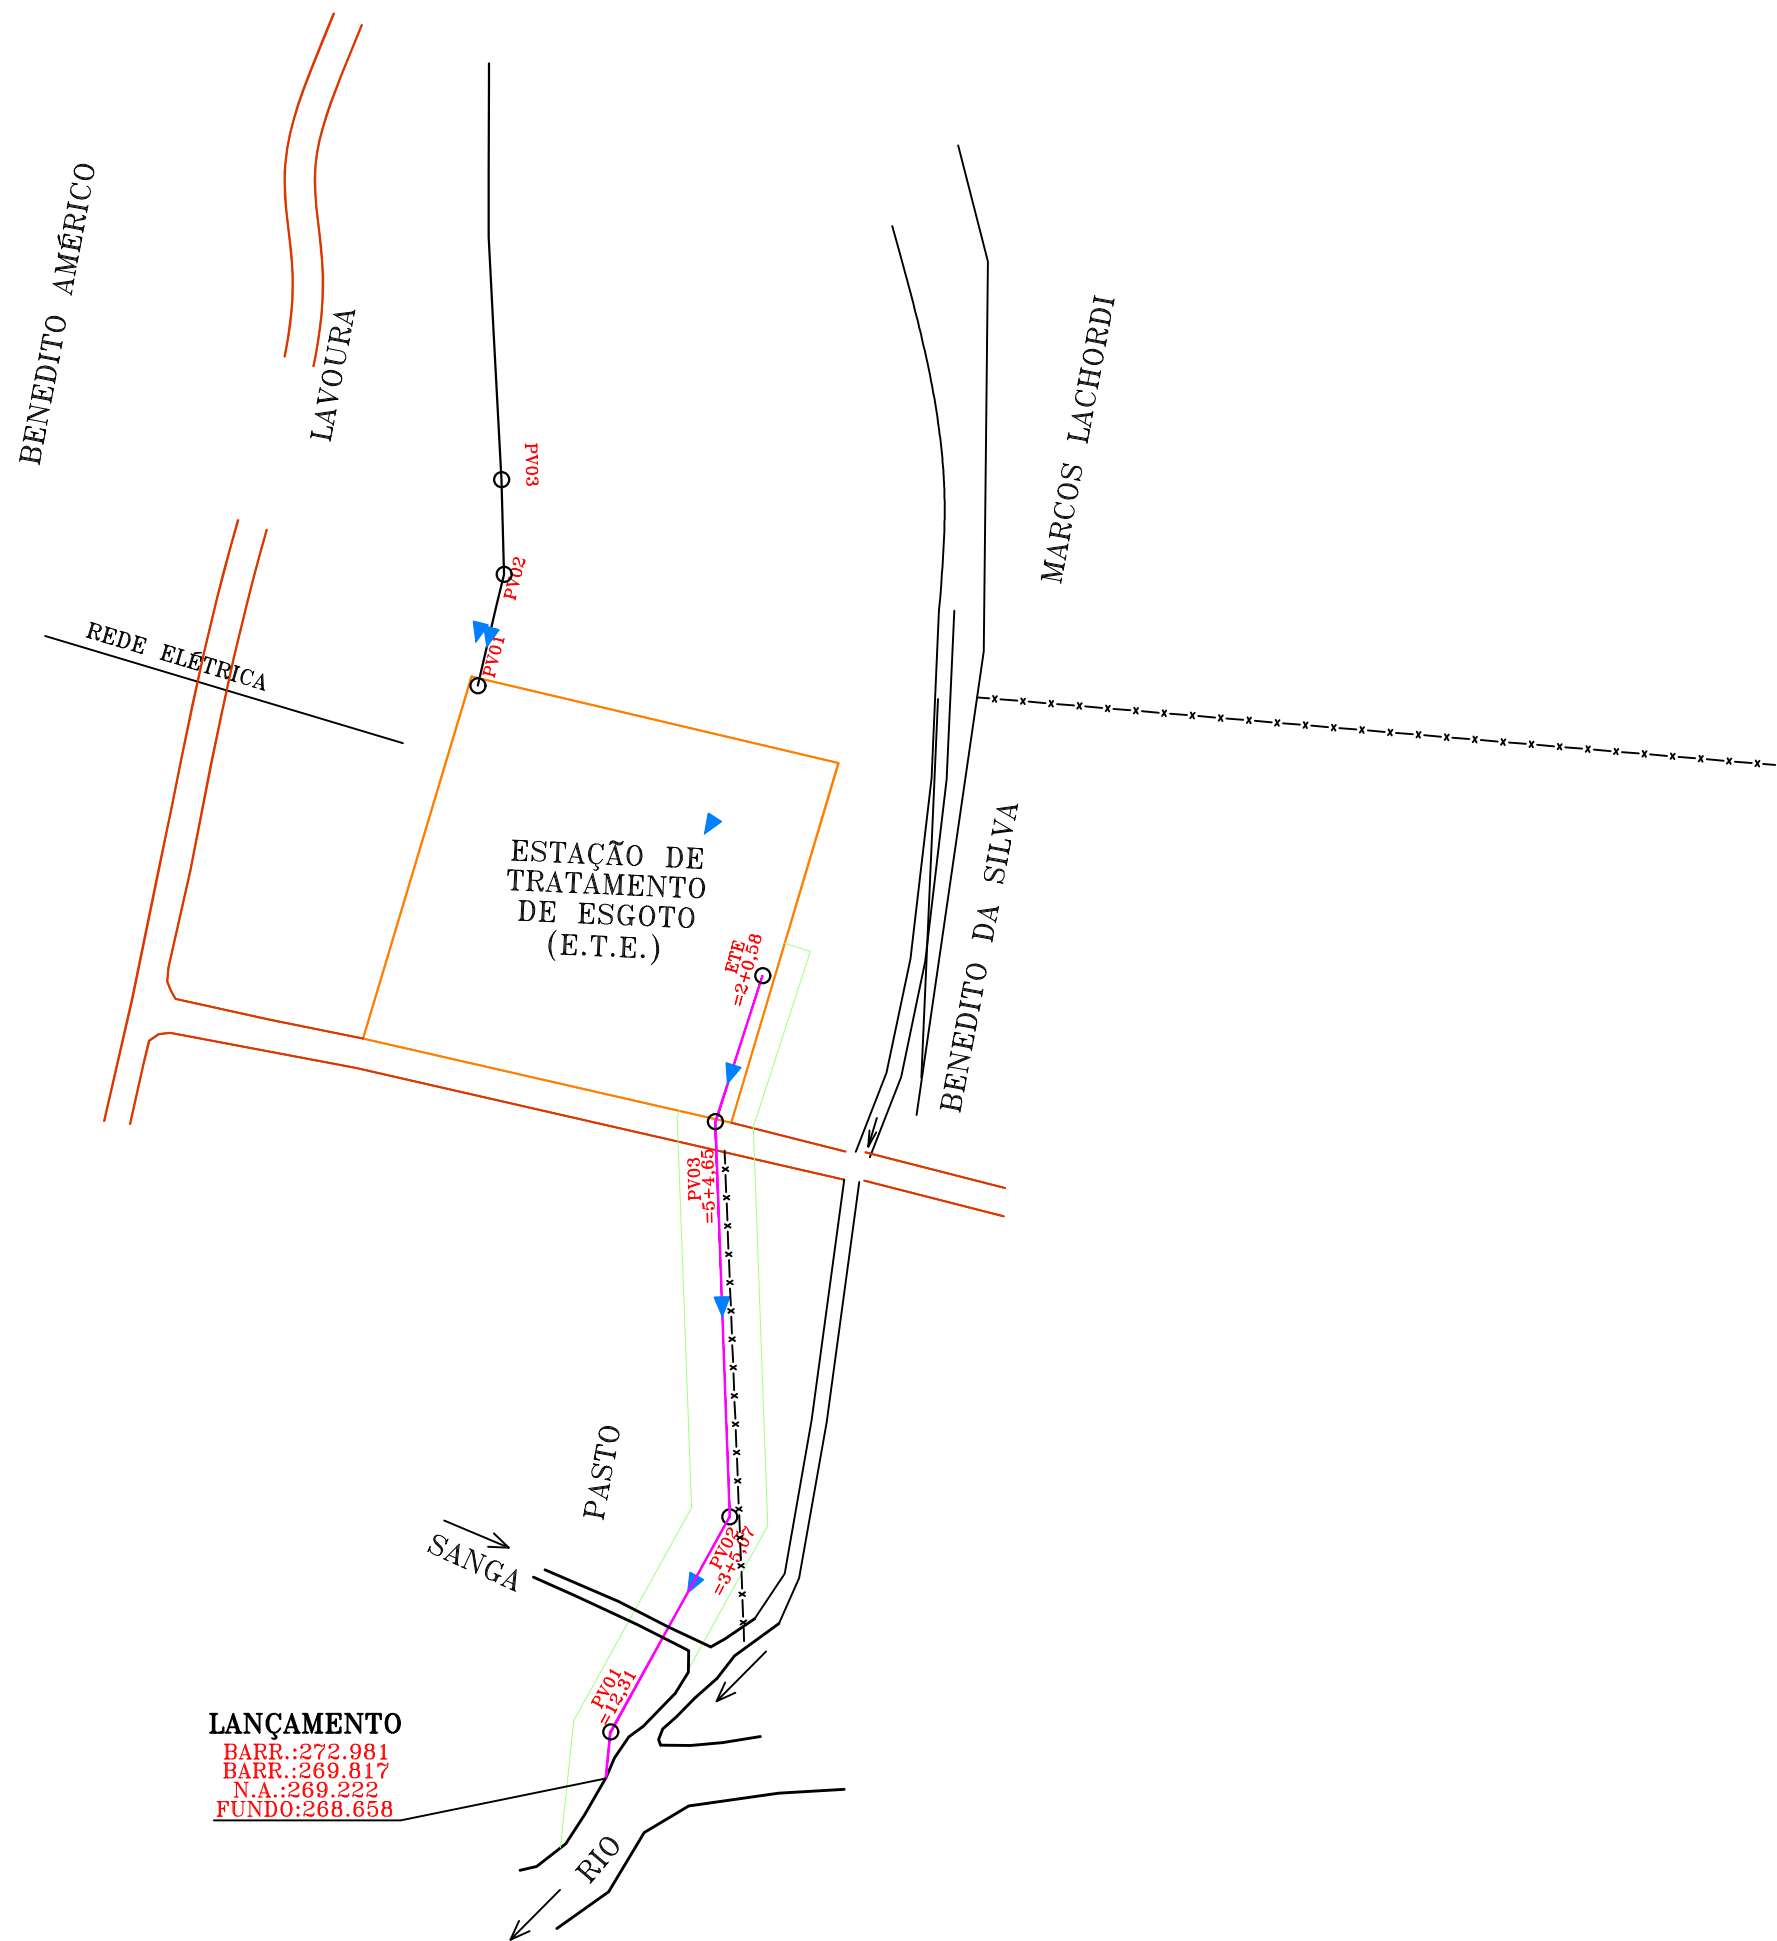 BENEDITO AMÉRICO
LAVOURA
MARCOS LACHORDI
PV03
PV02
PV01
REDE ELÉTRICA
ESTAÇÃO DE
TRATAMENTO
DE ESGOTO
(E.T.E.)
ETE
=2+0,58
BENEDITO DA SILVA
PV03
=5+4,65
PASTO
SANGA
PV02
=3+5,07
PV01
=12,31
LANÇAMENTO
BARR.:272.981
BARR.:269.817
N.A.:269.222
FUNDO:268.658
RIO